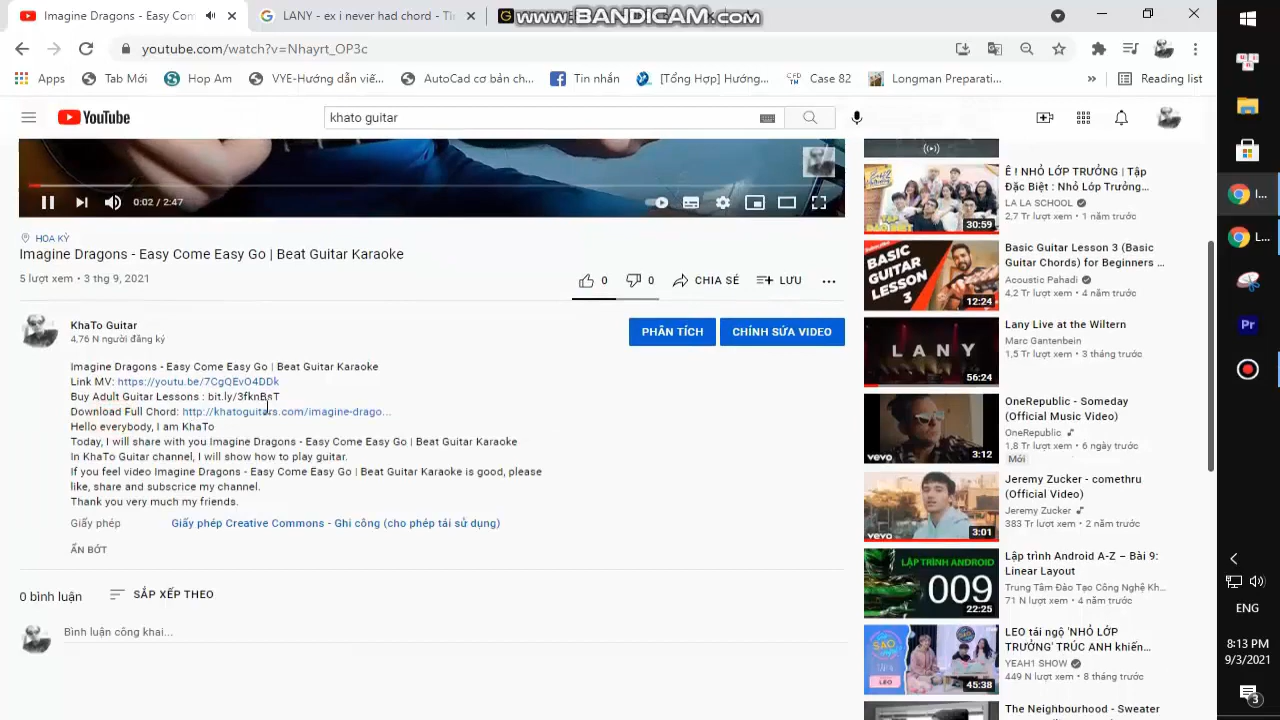 Imagine Dragons - Easy Com
LANY - ex i never had chord - Ti
www.BANDICAM.com
youtube.com/watch?v=Nhayrt_OP3c
Apps
Tab Mới
Hop Am
VYE-Hướng dẫn viế...
AutoCad cơ bản ch...
Tin nhắn
[Tổng Hợp] Hướng...
Case 82
Longman Preparati...
»
Reading list
YouTube
khato guitar
0:02 / 2:47
HOA KỲ
Imagine Dragons - Easy Come Easy Go | Beat Guitar Karaoke
5 lượt xem • 3 thg 9, 2021
0
0
CHIA SẺ
LƯU
KhaTo Guitar
4,76 N người đăng ký
PHÂN TÍCH
CHỈNH SỬA VIDEO
Imagine Dragons - Easy Come Easy Go | Beat Guitar Karaoke
Link MV: https://youtu.be/7CgQEvO4DDk
Buy Adult Guitar Lessons : bit.ly/3fknBsT
Download Full Chord: http://khatoguitars.com/imagine-drago...
Hello everybody, I am KhaTo
Today, I will share with you Imagine Dragons - Easy Come Easy Go | Beat Guitar Karaoke
In KhaTo Guitar channel, I will show how to play guitar.
If you feel video Imagine Dragons - Easy Come Easy Go | Beat Guitar Karaoke is good, please
like, share and subscrice my channel.
Thank you very much my friends.
Giấy phép
Giấy phép Creative Commons - Ghi công (cho phép tái sử dụng)
ẨN BỚT
0 bình luận
SẮP XẾP THEO
Bình luận công khai...
30:59
Ê ! NHỎ LỚP TRƯỞNG | Tập
Đặc Biệt : Nhỏ Lớp Trưởng...
LA LA SCHOOL
2,7 Tr lượt xem • 1 năm trước
BASIC
GUITAR
LESSON
3
12:24
Basic Guitar Lesson 3 (Basic
Guitar Chords) for Beginners ...
Acoustic Pahadi
4,2 Tr lượt xem • 4 năm trước
LANY
56:24
Lany Live at the Wiltern
Marc Gantenbein
1,5 Tr lượt xem • 3 tháng trước
vevo
3:12
OneRepublic - Someday
(Official Music Video)
OneRepublic
1,8 Tr lượt xem • 6 ngày trước
Mới
vevo
3:01
Jeremy Zucker - comethru
(Official Video)
Jeremy Zucker
383 Tr lượt xem • 2 năm trước
LẬP TRÌNH ANDROID
009
22:25
Lập trình Android A-Z – Bài 9:
Linear Layout
Trung Tâm Đào Tạo Công Nghệ Kh...
71 N lượt xem • 4 năm trước
SAO
LEO
45:38
LEO tái ngộ 'NHỎ LỚP
TRƯỞNG' TRÚC ANH khiến...
YEAH1 SHOW
449 N lượt xem • 8 tháng trước
The Neighbourhood - Sweater
I...
L...
Pr
ENG
8:13 PM
9/3/2021
3